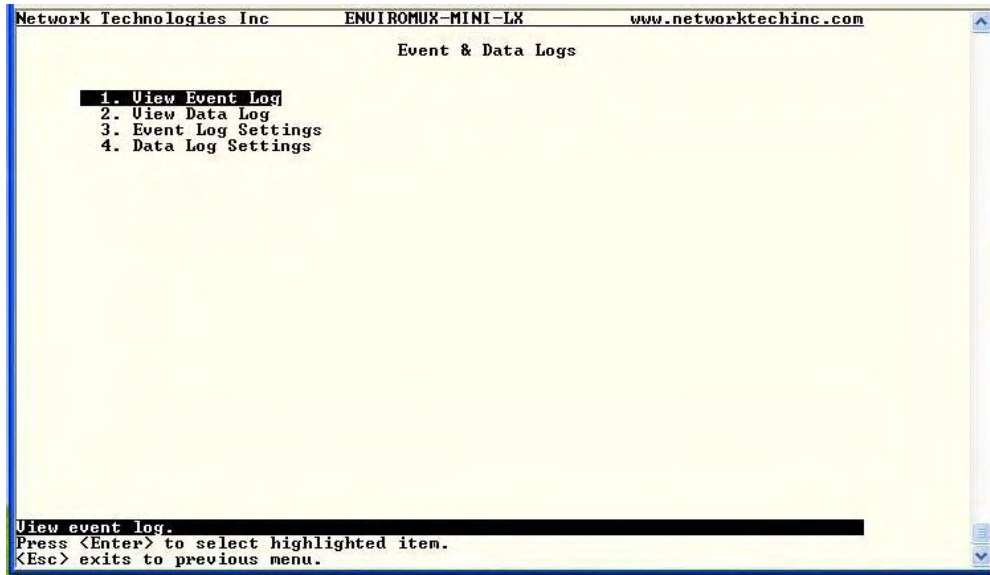 Network Technologies Inc ENVIROMUX-MINI-LX www.networktechinc.com
Event & Data Logs
1. View Event Log
2. View Data Log
3. Event Log Settings
4. Data Log Settings
View event log.
Press <Enter> to select highlighted item.
<Esc> exits to previous menu.